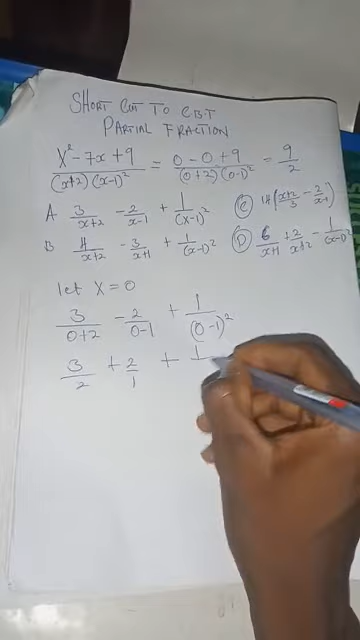 SHORT CUT TO C.B.T
PARTIAL FRACTION
x² - 7x + 9 / (x+2)(x-1)² = 0 - 0 + 9 / (0+2)(0-1)² = 9/2
A 3/x+2 - 2/x-1 + 1/(x-1)² C 14(x+2/3 - 2/x-1)
B 4/x+2 - 3/x+1 + 1/(x-1)² D 6/x+1 + 2/x+2 - 1/(x-1)²
let x = 0
3/0+2 - 2/0-1 + 1/(0-1)²
3/2 + 2/1 + 1